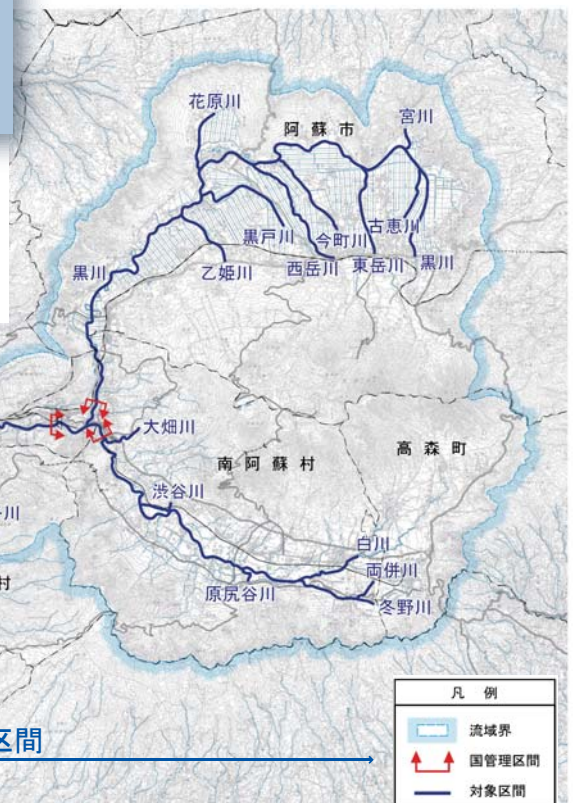 花原川
宮川
阿蘇市
古恵川
今町川
黒戸川
黒川
乙姫川
西岳川
東岳川
黒川
大畑川
南阿蘇村
高森町
渋谷川
川
白川
村
両併川
原尻谷川
冬野川
凡例
流域界
区間
国管理区間
対象区間